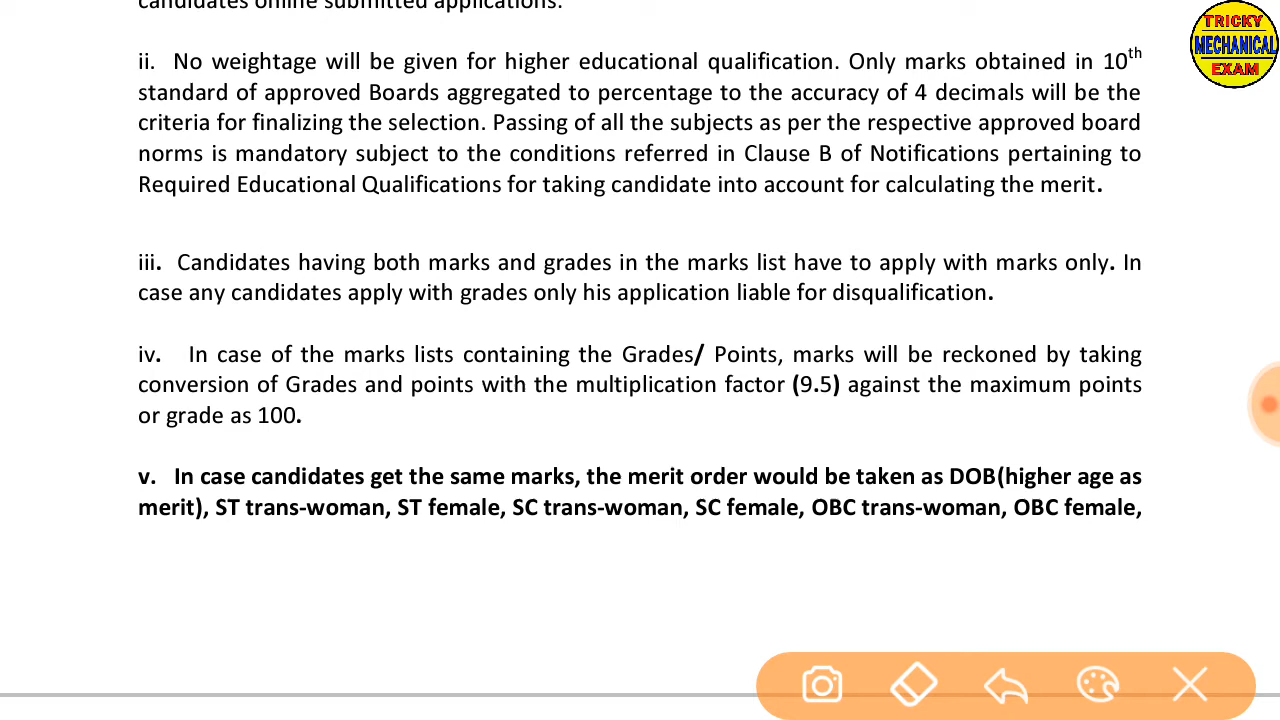 candidates online submitted applications.
TRICKY
MECHANICAL
EXAM
ii. No weightage will be given for higher educational qualification. Only marks obtained in 10th
standard of approved Boards aggregated to percentage to the accuracy of 4 decimals will be the
criteria for finalizing the selection. Passing of all the subjects as per the respective approved board
norms is mandatory subject to the conditions referred in Clause B of Notifications pertaining to
Required Educational Qualifications for taking candidate into account for calculating the merit.
iii. Candidates having both marks and grades in the marks list have to apply with marks only. In
case any candidates apply with grades only his application liable for disqualification.
iv. In case of the marks lists containing the Grades/ Points, marks will be reckoned by taking
conversion of Grades and points with the multiplication factor (9.5) against the maximum points
or grade as 100.
v. In case candidates get the same marks, the merit order would be taken as DOB(higher age as
merit), ST trans-woman, ST female, SC trans-woman, SC female, OBC trans-woman, OBC female,